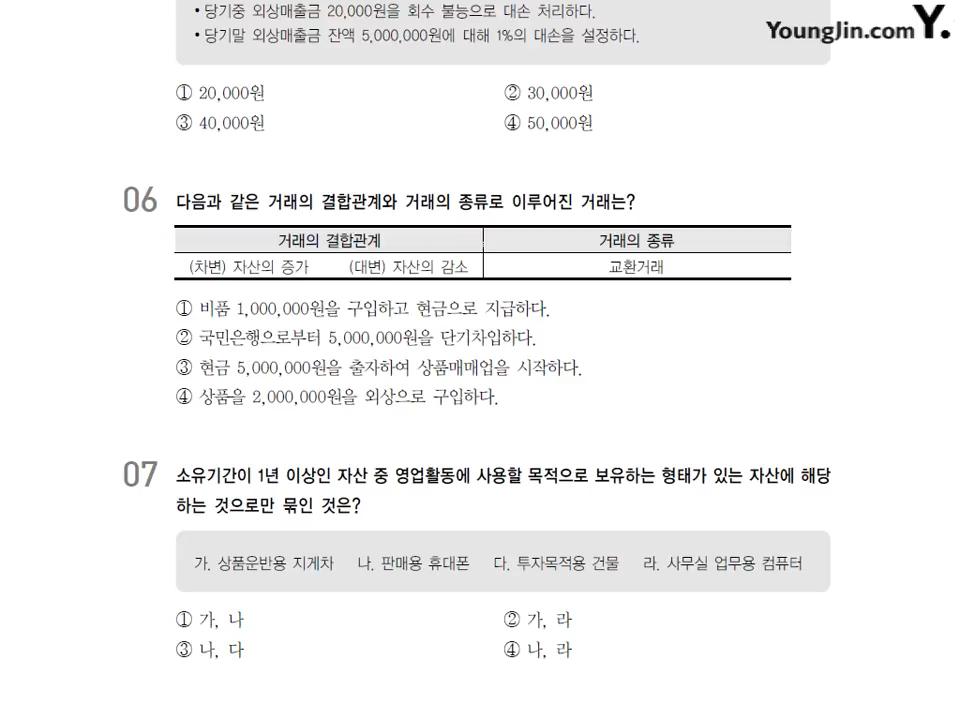 • 당기중 외상매출금 20,000원을 회수 불능으로 대손 처리하다.
• 당기말 외상매출금 잔액 5,000,000원에 대해 1%의 대손을 설정하다.
YoungJin.com Y.
① 20,000원 ② 30,000원
③ 40,000원 ④ 50,000원
06 다음과 같은 거래의 결합관계와 거래의 종류로 이루어진 거래는?
거래의 결합관계 거래의 종류
(차변) 자산의 증가 (대변) 자산의 감소 교환거래
① 비품 1,000,000원을 구입하고 현금으로 지급하다.
② 국민은행으로부터 5,000,000원을 단기차입하다.
③ 현금 5,000,000원을 출자하여 상품매매업을 시작하다.
④ 상품을 2,000,000원을 외상으로 구입하다.
07 소유기간이 1년 이상인 자산 중 영업활동에 사용할 목적으로 보유하는 형태가 있는 자산에 해당
하는 것으로만 묶인 것은?
가. 상품운반용 지게차 나. 판매용 휴대폰 다. 투자목적용 건물 라. 사무실 업무용 컴퓨터
① 가, 나 ② 가, 라
③ 나, 다 ④ 나, 라